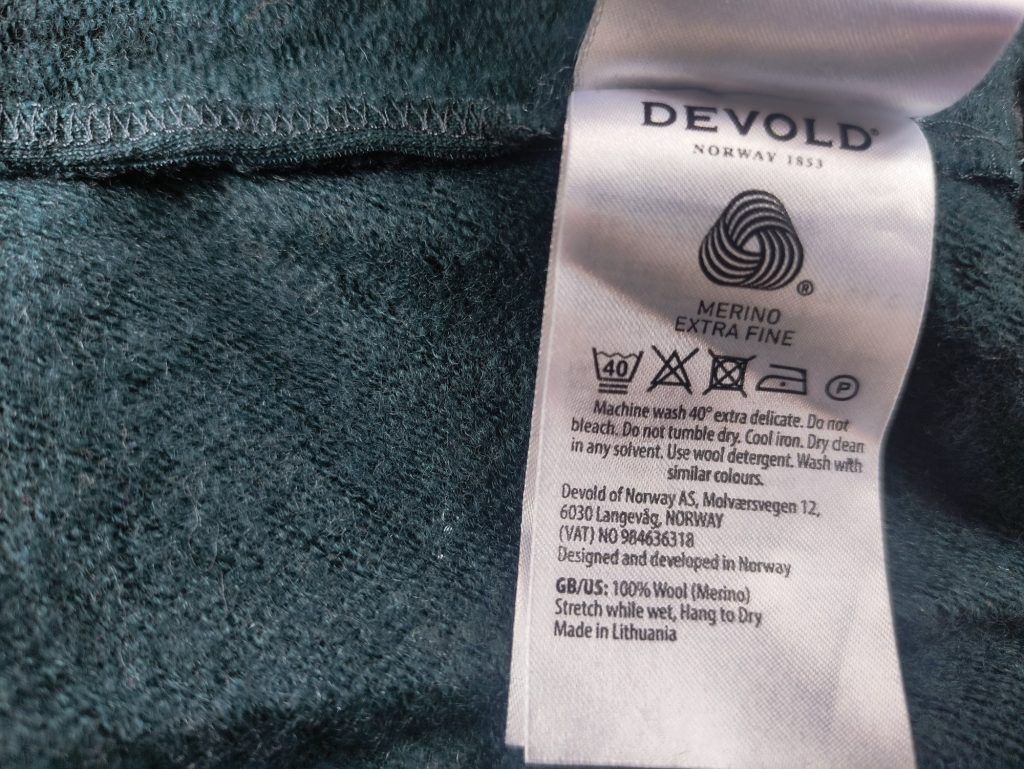 DEVOLD®
NORWAY 1853
®
MERINO
EXTRA FINE
40 P
Machine wash 40° extra delicate. Do not
bleach. Do not tumble dry. Cool iron. Dry clean
in any solvent. Use wool detergent. Wash with
similar colours.
Devold of Norway AS, Molværsvegen 12,
6030 Langevåg, NORWAY
(VAT) NO 984636318
Designed and developed in Norway
GB/US: 100% Wool (Merino)
Stretch while wet, Hang to Dry
Made in Lithuania